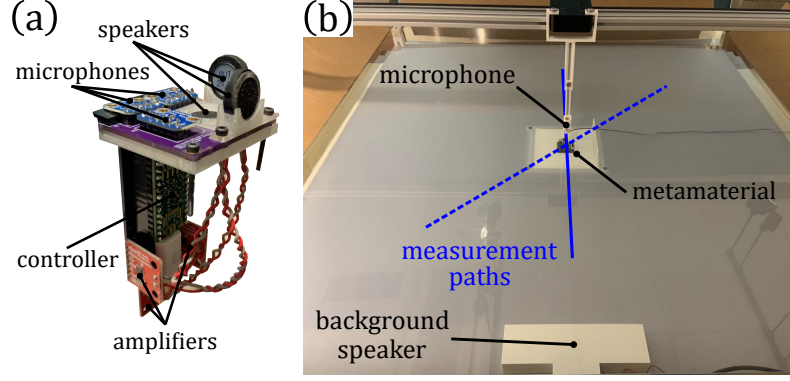 (a)
speakers
microphones
controller
amplifiers
(b)
microphone
metamaterial
measurement
paths
background
speaker